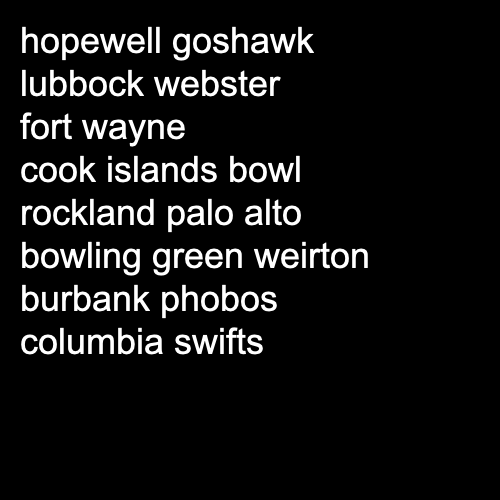 hopewell goshawk
lubbock webster
fort wayne
cook islands bowl
rockland palo alto
bowling green weirton
burbank phobos
columbia swifts